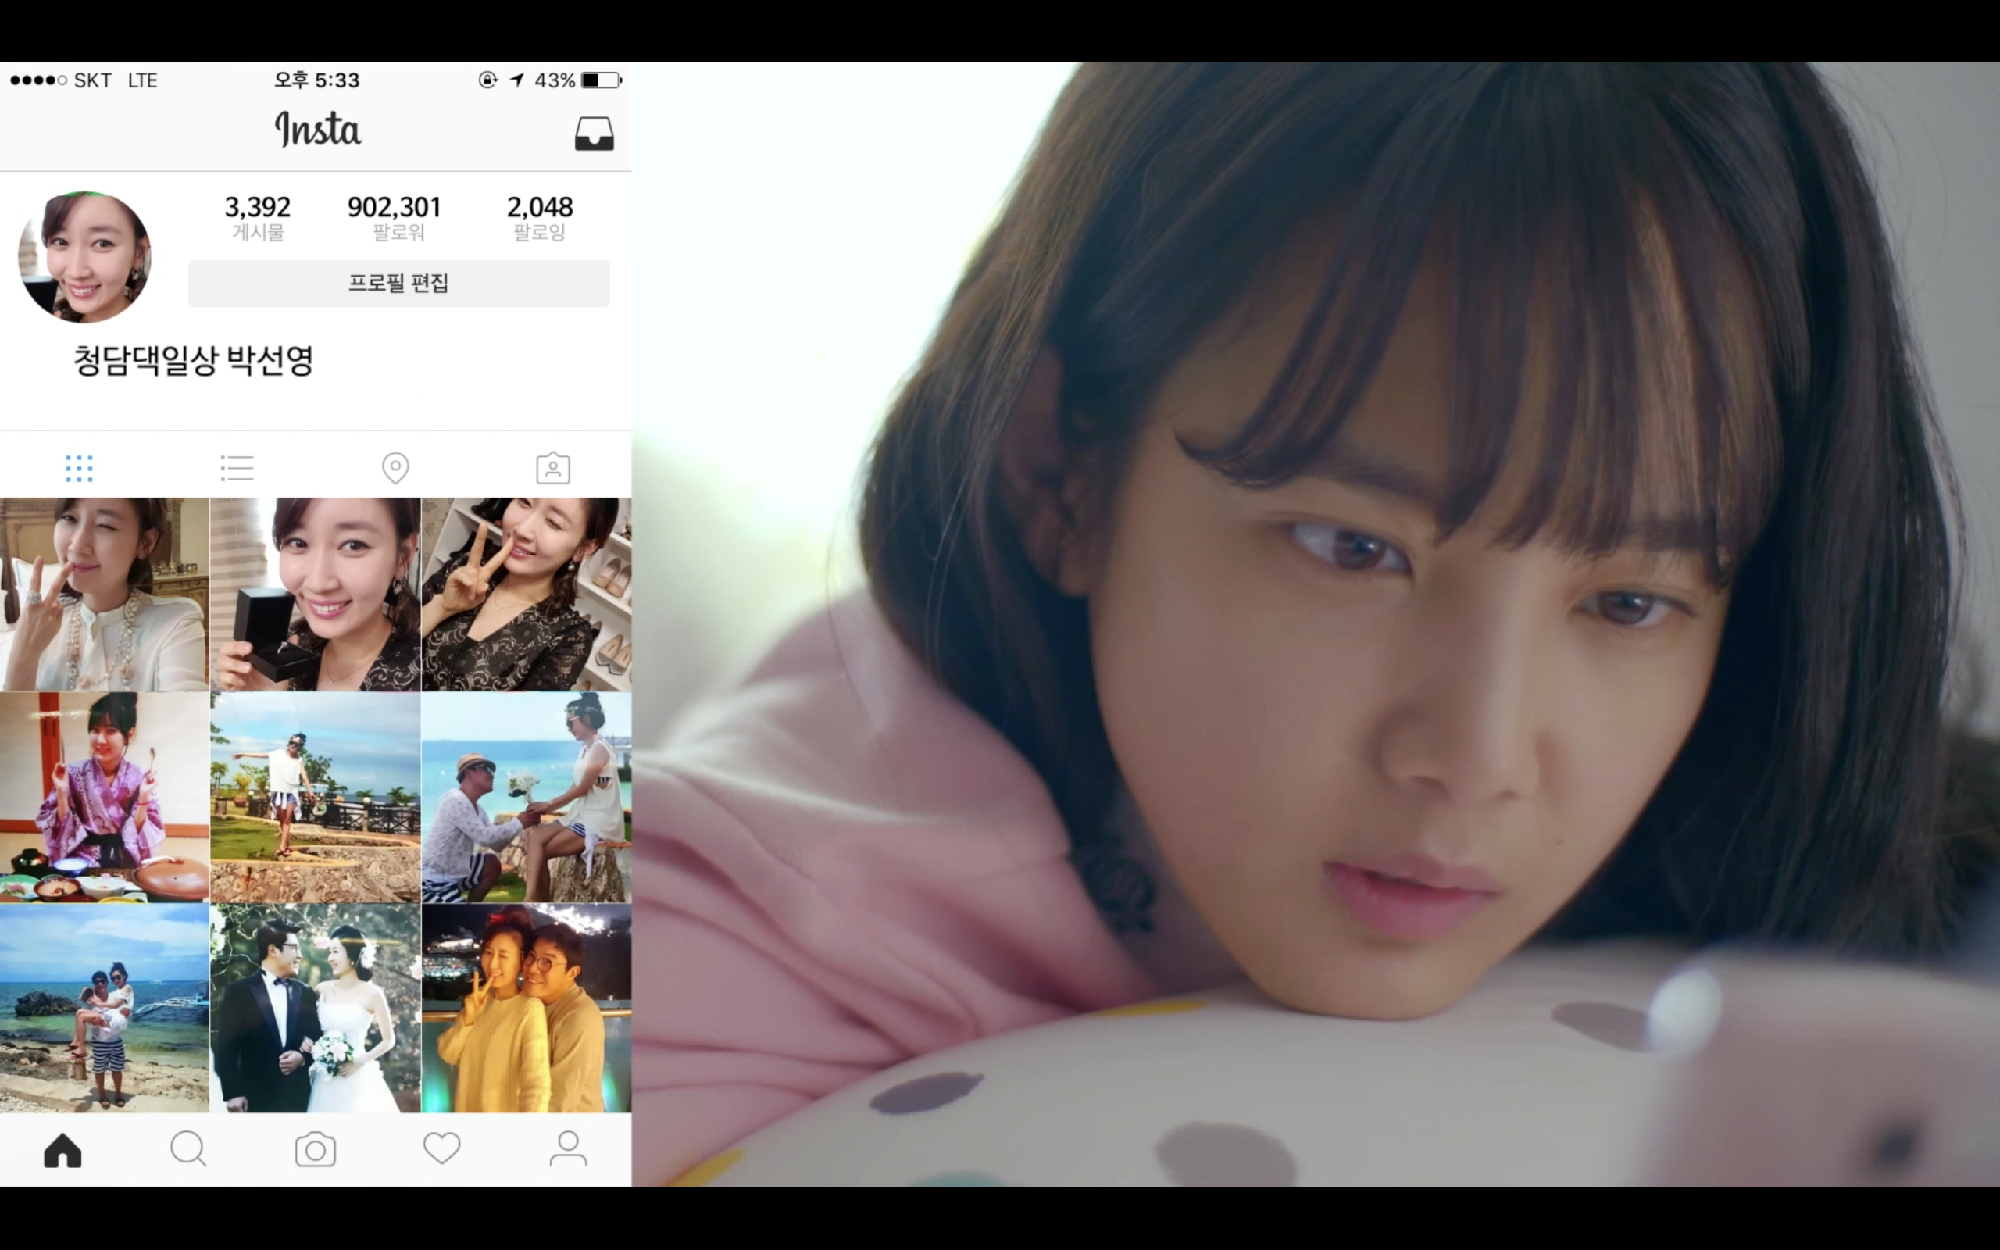 SKT LTE 오후 5:33 43%
Insta
3,392 902,301 2,048
게시물 팔로워 팔로잉
프로필 편집
청담댁일상 박선영